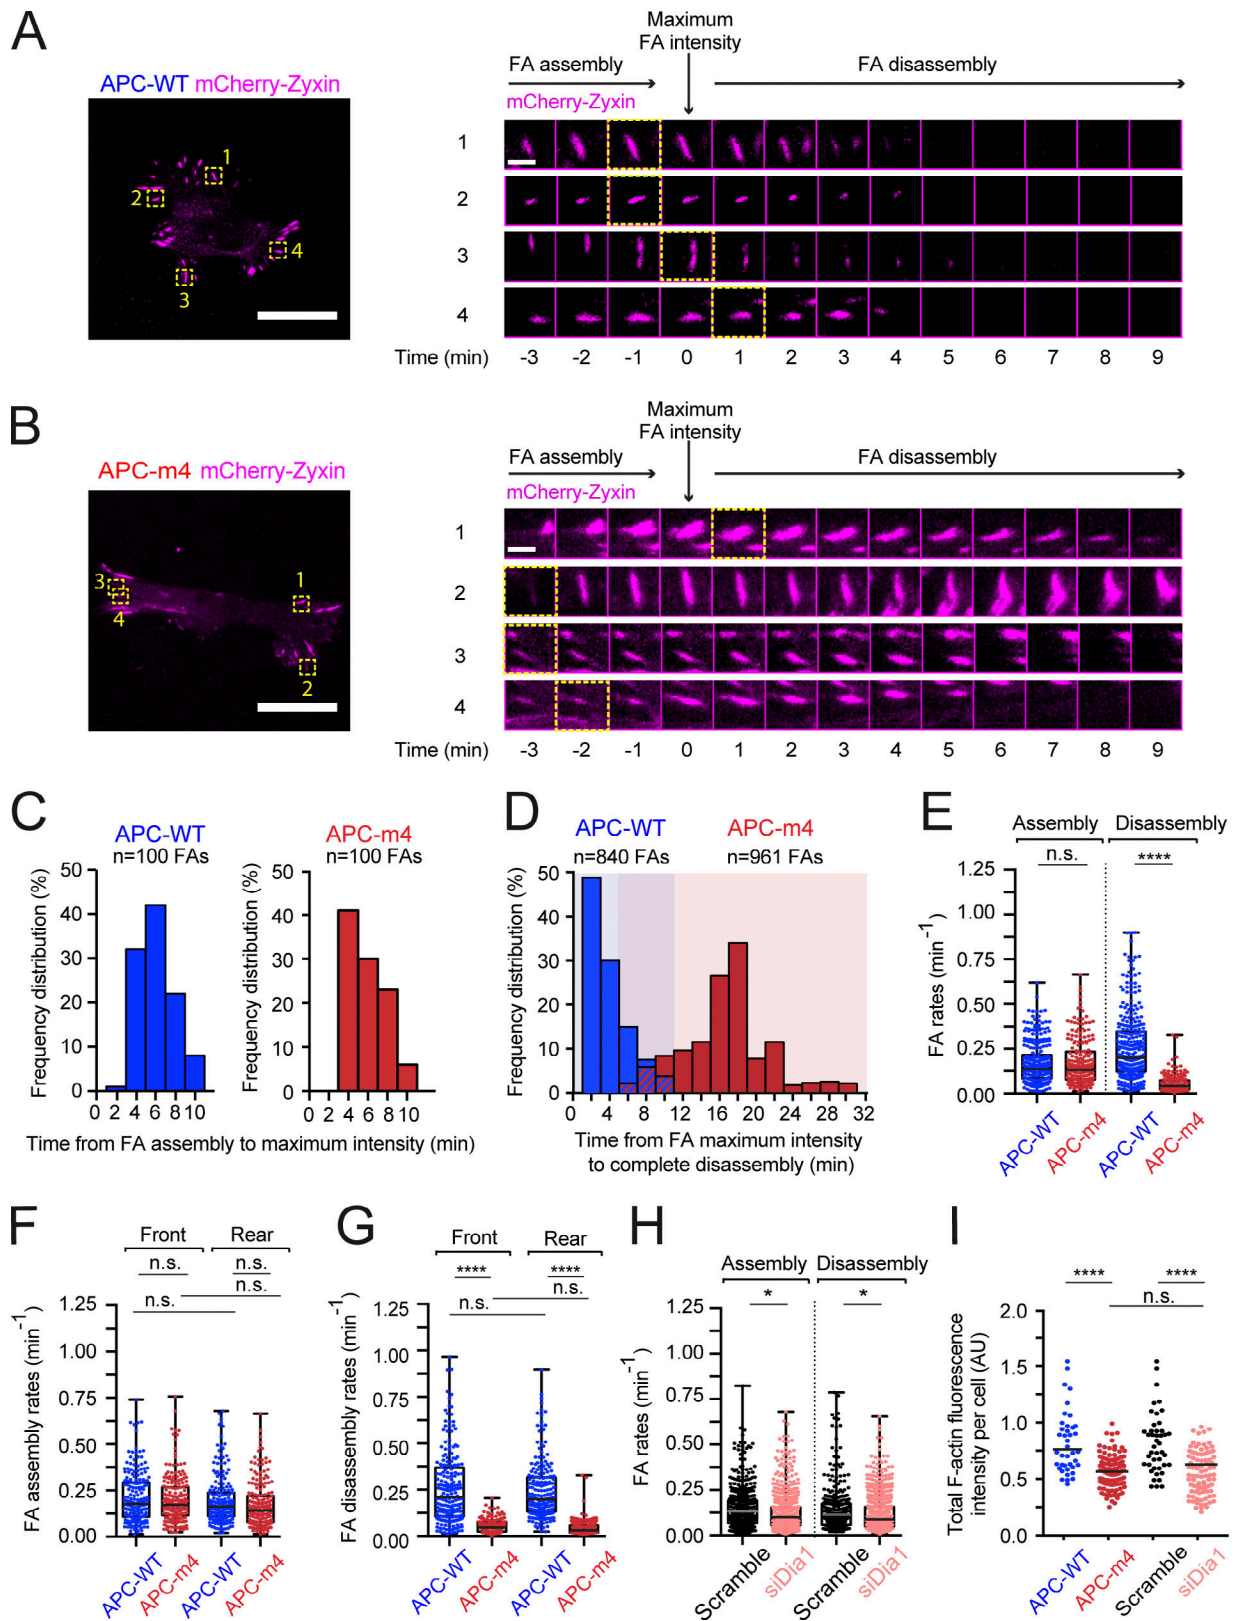 A
APC-WT mCherry-Zyxin
1
2
3
4
Maximum
FA intensity
FA assembly
FA disassembly
mCherry-Zyxin
1
2
3
4
Time (min) -3 -2 -1 0 1 2 3 4 5 6 7 8 9
B
APC-m4 mCherry-Zyxin
3
4
1
2
Maximum
FA intensity
FA assembly
FA disassembly
mCherry-Zyxin
1
2
3
4
Time (min) -3 -2 -1 0 1 2 3 4 5 6 7 8 9
C
APC-WT
n=100 FAs
Frequency distribution (%)
50
40
30
20
10
0
0 2 4 6 8 10
APC-m4
n=100 FAs
Frequency distribution (%)
50
40
30
20
10
0
0 2 4 6 8 10
Time from FA assembly to maximum intensity (min)
D
APC-WT
n=840 FAs
APC-m4
n=961 FAs
Frequency distribution (%)
50
40
30
20
10
0
0 4 8 12 16 20 24 28 32
Time from FA maximum intensity
to complete disassembly (min)
E
Assembly Disassembly
n.s. ****
FA rates (min-1)
1.25
1.00
0.75
0.50
0.25
0.00
APC-WT
APC-m4
APC-WT
APC-m4
F
Front Rear
n.s. n.s.
n.s.
n.s.
FA assembly rates (min-1)
1.25
1.00
0.75
0.50
0.25
0.00
APC-WT
APC-m4
APC-WT
APC-m4
G
Front Rear
**** ****
n.s.
n.s.
FA disassembly rates (min-1)
1.25
1.00
0.75
0.50
0.25
0.00
APC-WT
APC-m4
APC-WT
APC-m4
H
Assembly Disassembly
* *
FA rates (min-1)
1.25
1.00
0.75
0.50
0.25
0.00
Scramble
siDia1
Scramble
siDia1
I
**** ****
n.s.
Total F-actin fluorescence
intensity per cell (AU)
2.0
1.5
1.0
0.5
0.0
APC-WT
APC-m4
Scramble
siDia1